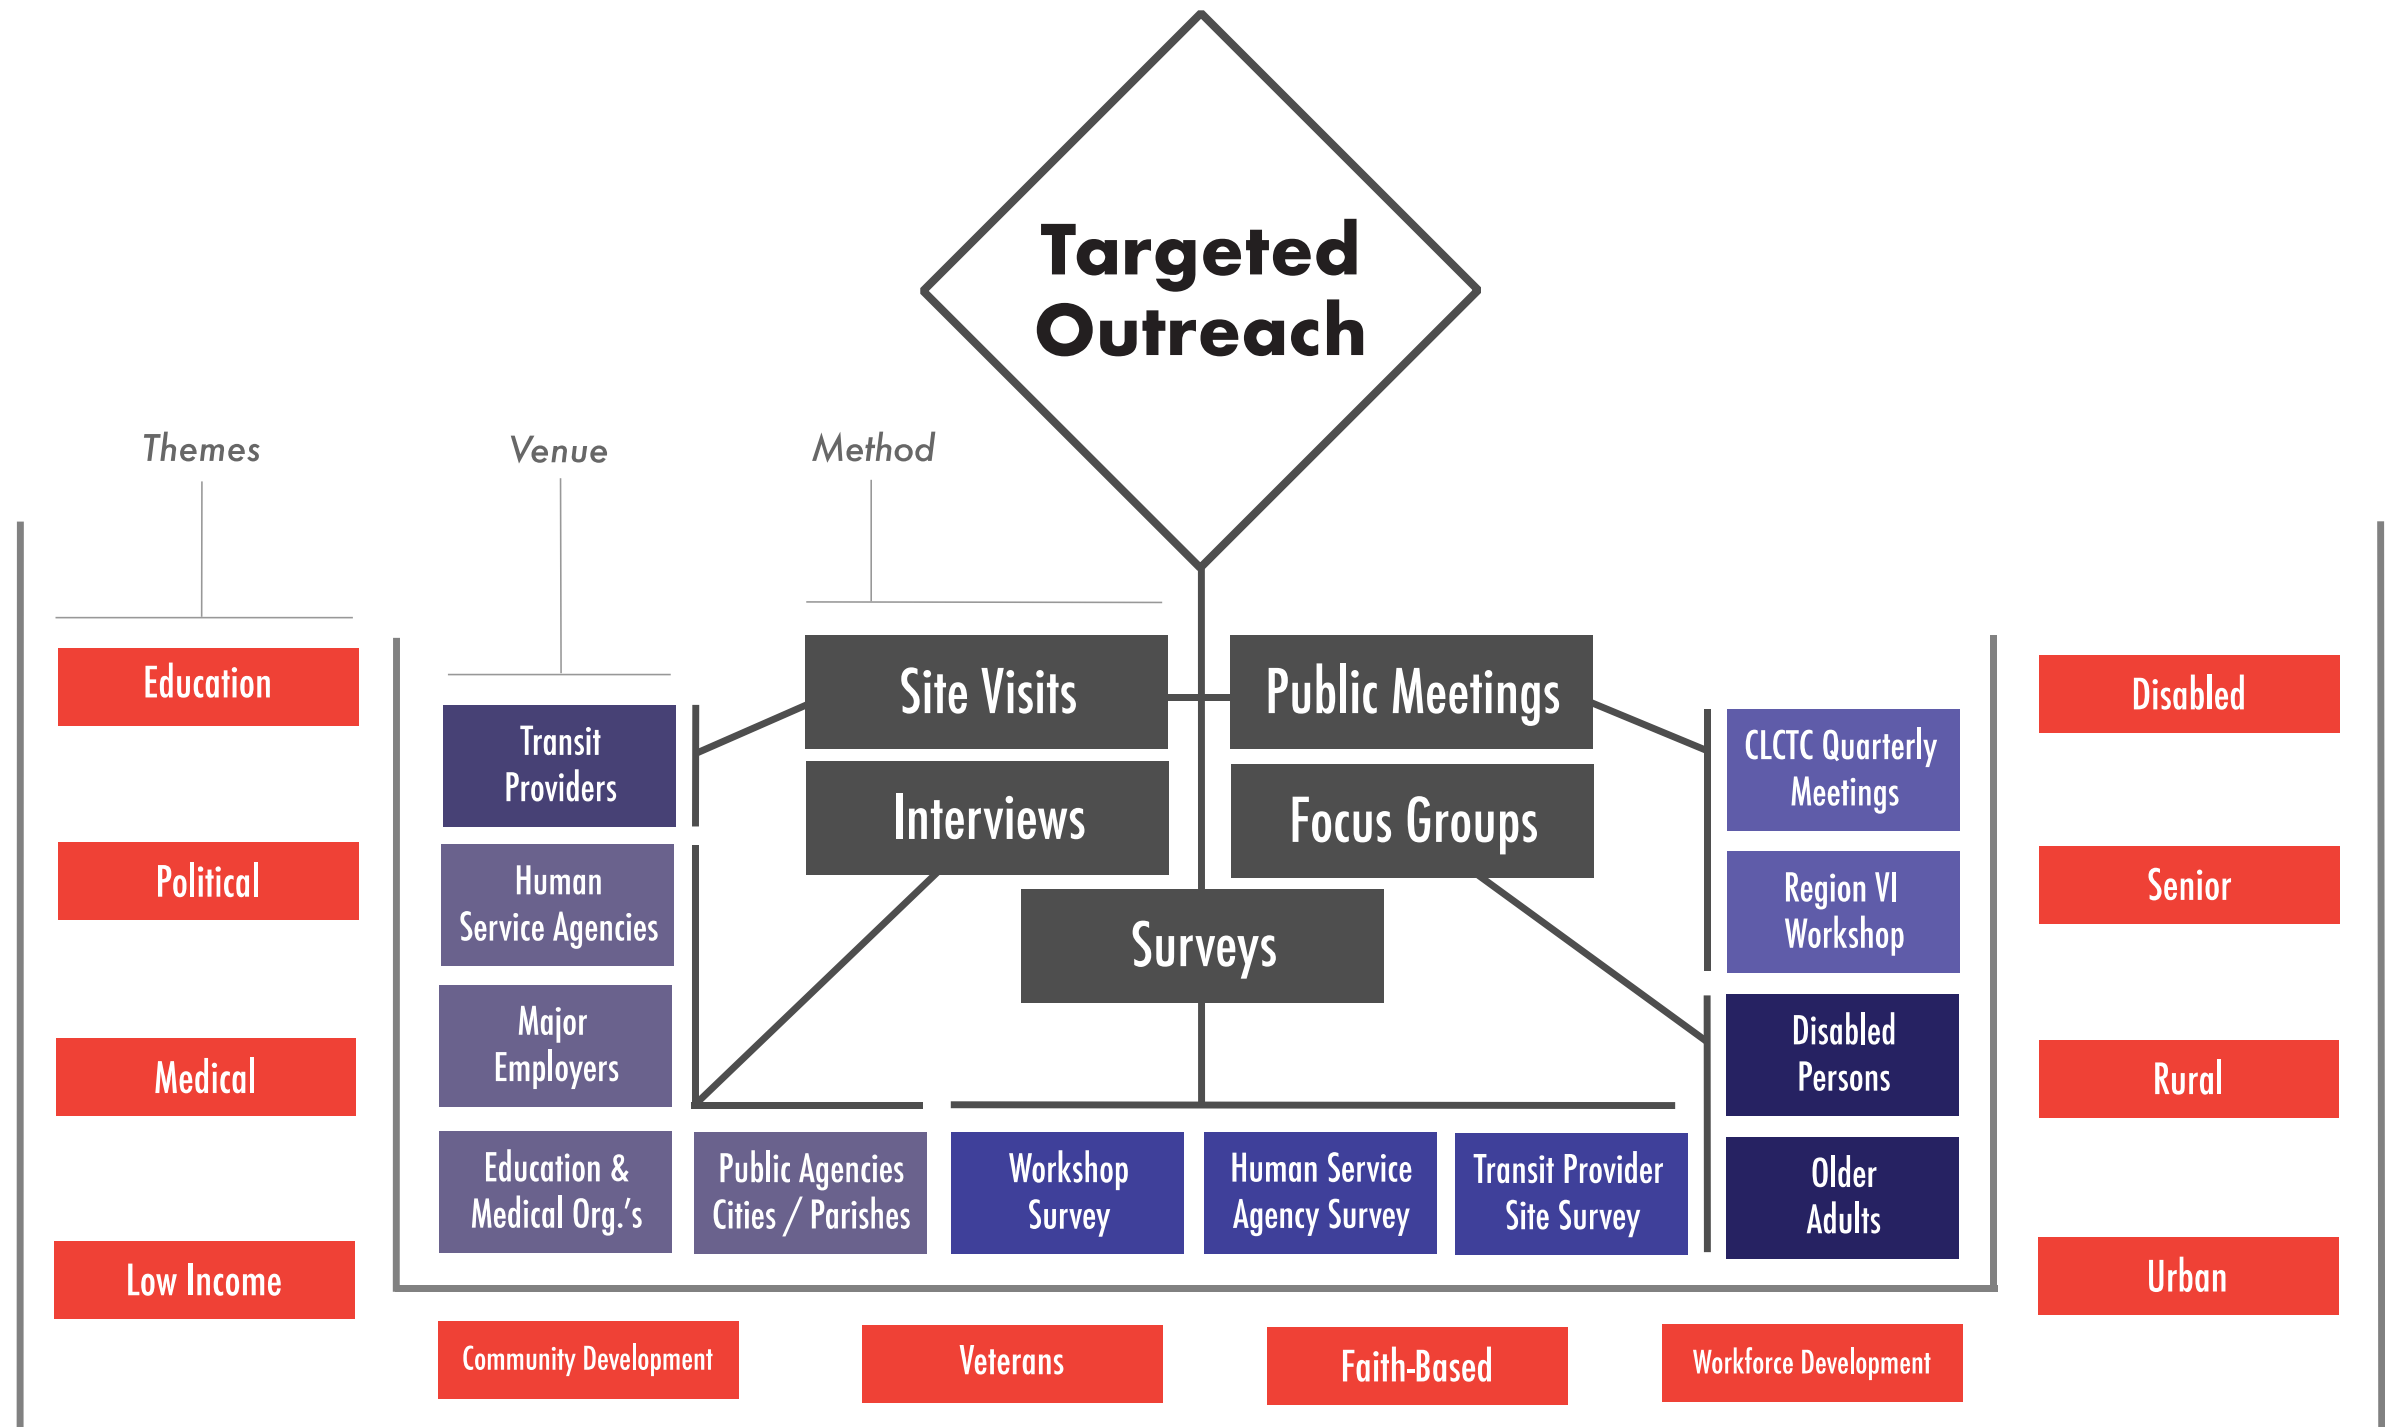 Targeted
Outreach
Themes
Venue
Method
Education
Political
Medical
Low Income
Transit
Providers
Human
Service Agencies
Major
Employers
Education &
Medical Org.'s
Public Agencies
Cities / Parishes
Site Visits
Public Meetings
Interviews
Focus Groups
Surveys
Workshop
Survey
Human Service
Agency Survey
Transit Provider
Site Survey
CLCTC Quarterly
Meetings
Region VI
Workshop
Disabled
Persons
Older
Adults
Disabled
Senior
Rural
Urban
Community Development
Veterans
Faith-Based
Workforce Development